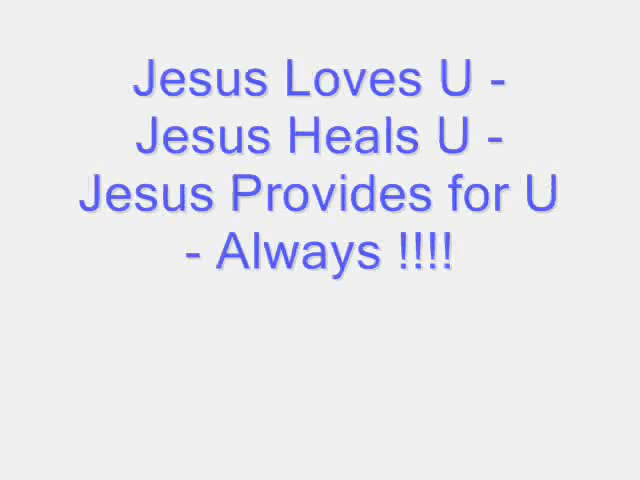 Jesus Loves U -
Jesus Heals U -
Jesus Provides for U
- Always !!!!